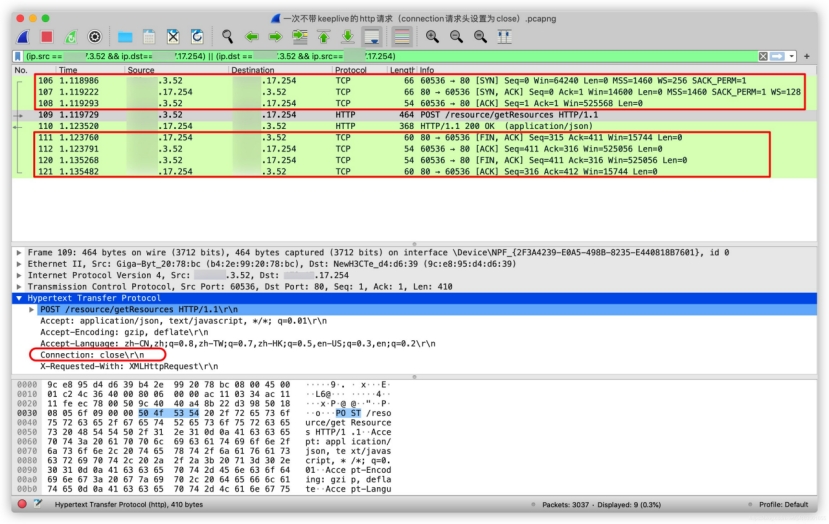 一次不带keeplive的http请求（connection请求头设置为close）.pcapng
(ip.src == .3.52 && ip.dst== .17.254) || (ip.dst == .3.52 && ip.src== .17.254)
No. Time Source Destination Protocol Length Info
106 1.118986 .3.52 .17.254 TCP 66 60536 → 80 [SYN] Seq=0 Win=64240 Len=0 MSS=1460 WS=256 SACK_PERM=1
107 1.119222 .17.254 .3.52 TCP 66 80 → 60536 [SYN, ACK] Seq=0 Ack=1 Win=14600 Len=0 MSS=1460 SACK_PERM=1 WS=128
108 1.119293 .3.52 .17.254 TCP 54 60536 → 80 [ACK] Seq=1 Ack=1 Win=525568 Len=0
109 1.119729 .3.52 .17.254 HTTP 464 POST /resource/getResources HTTP/1.1
110 1.123520 .17.254 .3.52 HTTP 368 HTTP/1.1 200 OK (application/json)
111 1.123760 .17.254 .3.52 TCP 60 80 → 60536 [FIN, ACK] Seq=315 Ack=411 Win=15744 Len=0
112 1.123791 .3.52 .17.254 TCP 54 60536 → 80 [ACK] Seq=411 Ack=316 Win=525056 Len=0
120 1.135268 .3.52 .17.254 TCP 54 60536 → 80 [FIN, ACK] Seq=411 Ack=316 Win=525056 Len=0
121 1.135482 .17.254 .3.52 TCP 60 80 → 60536 [ACK] Seq=316 Ack=412 Win=15744 Len=0
Frame 109: 464 bytes on wire (3712 bits), 464 bytes captured (3712 bits) on interface \Device\NPF_{2F3A4239-E0A5-498B-8235-E440818B7601}, id 0
Ethernet II, Src: Giga-Byt_20:78:bc (b4:2e:99:20:78:bc), Dst: NewH3CTe_d4:d6:39 (9c:e8:95:d4:d6:39)
Internet Protocol Version 4, Src: .3.52, Dst: .17.254
Transmission Control Protocol, Src Port: 60536, Dst Port: 80, Seq: 1, Ack: 1, Len: 410
Hypertext Transfer Protocol
POST /resource/getResources HTTP/1.1\r\n
Accept: application/json, text/javascript, */*; q=0.01\r\n
Accept-Encoding: gzip, deflate\r\n
Accept-Language: zh-CN,zh;q=0.8,zh-TW;q=0.7,zh-HK;q=0.5,en-US;q=0.3,en;q=0.2\r\n
Connection: close\r\n
X-Requested-With: XMLHttpRequest\r\n
0000 9c e8 95 d4 d6 39 b4 2e 99 20 78 bc 08 00 45 00 ·····9·. · x···E·
0010 01 c2 4c 36 40 00 80 06 00 00 ac 11 03 34 ac 11 ··L6@··· ·····4··
0020 11 fe ec 78 00 50 9c 40 40 a4 8b 22 d3 98 50 18 ···x·P·@ @··"··P·
0030 08 05 6f 09 00 00 50 4f 53 54 20 2f 72 65 73 6f ··o···PO ST /reso
0040 75 72 63 65 2f 67 65 74 52 65 73 6f 75 72 63 65 urce/get Resource
0050 73 20 48 54 54 50 2f 31 2e 31 0d 0a 41 63 63 65 s HTTP/1 .1··Acce
0060 70 74 3a 20 61 70 70 6c 69 63 61 74 69 6f 6e 2f pt: appl ication/
0070 6a 73 6f 6e 2c 20 74 65 78 74 2f 6a 61 76 61 73 json, te xt/javas
0080 63 72 69 70 74 2c 20 2a 2f 2a 3b 20 71 3d 30 2e cript, * /*; q=0.
0090 30 31 0d 0a 41 63 63 65 70 74 2d 45 6e 63 6f 64 01··Acce pt-Encod
00a0 69 6e 67 3a 20 67 7a 69 70 2c 20 64 65 66 6c 61 ing: gzi p, defla
00b0 74 65 0d 0a 41 63 63 65 70 74 2d 4c 61 6e 67 75 te··Acce pt-Langu
Hypertext Transfer Protocol (http), 410 bytes
Packets: 3037 · Displayed: 9 (0.3%)
Profile: Default